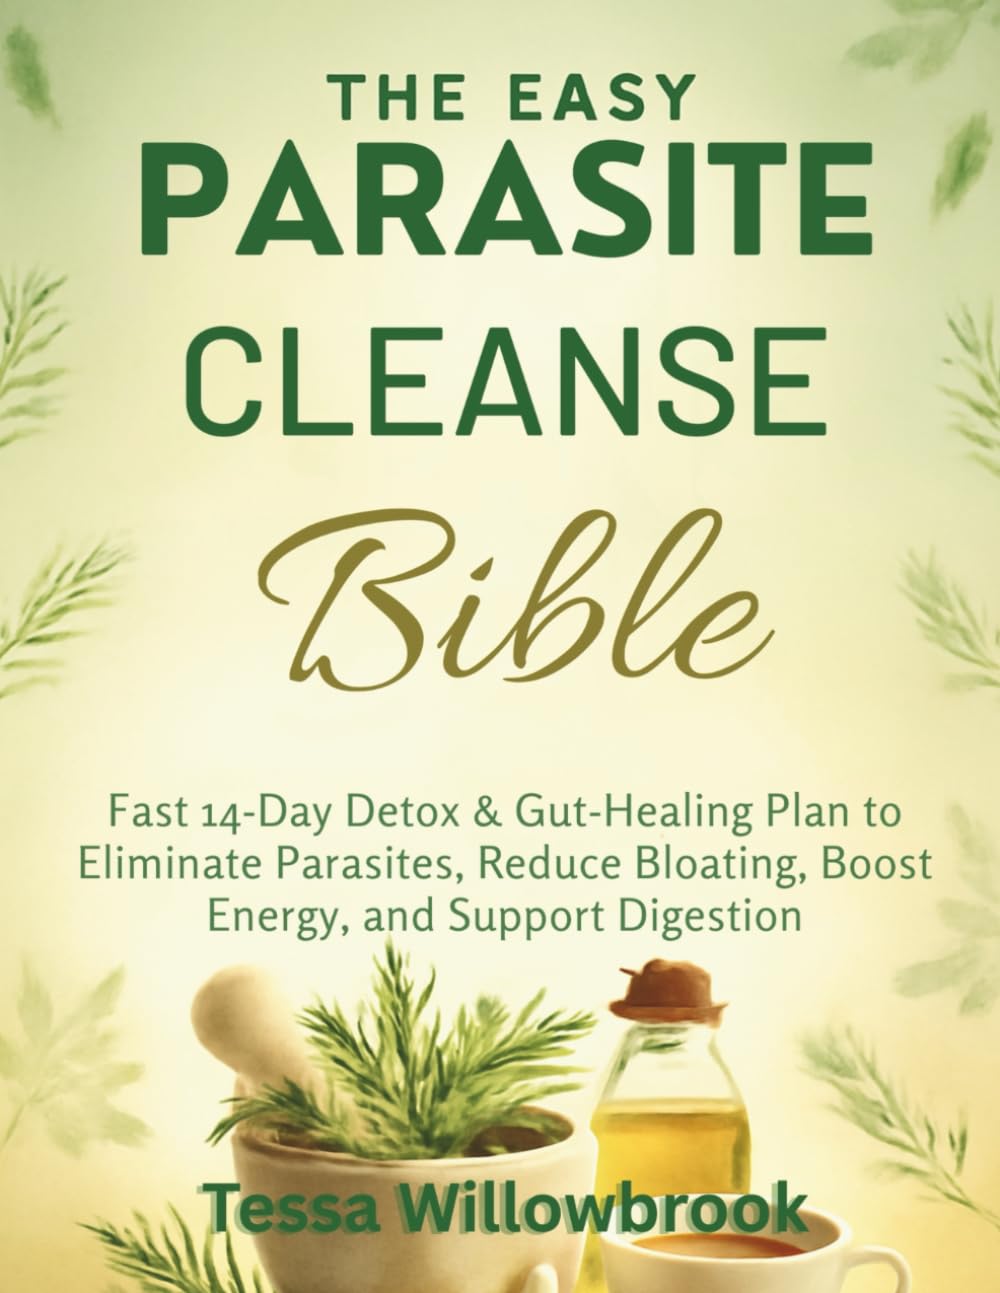 THE EASY
PARASITE
CLEANSE
Bible
Fast 14-Day Detox & Gut-Healing Plan to
Eliminate Parasites, Reduce Bloating, Boost
Energy, and Support Digestion
Tessa Willowbrook